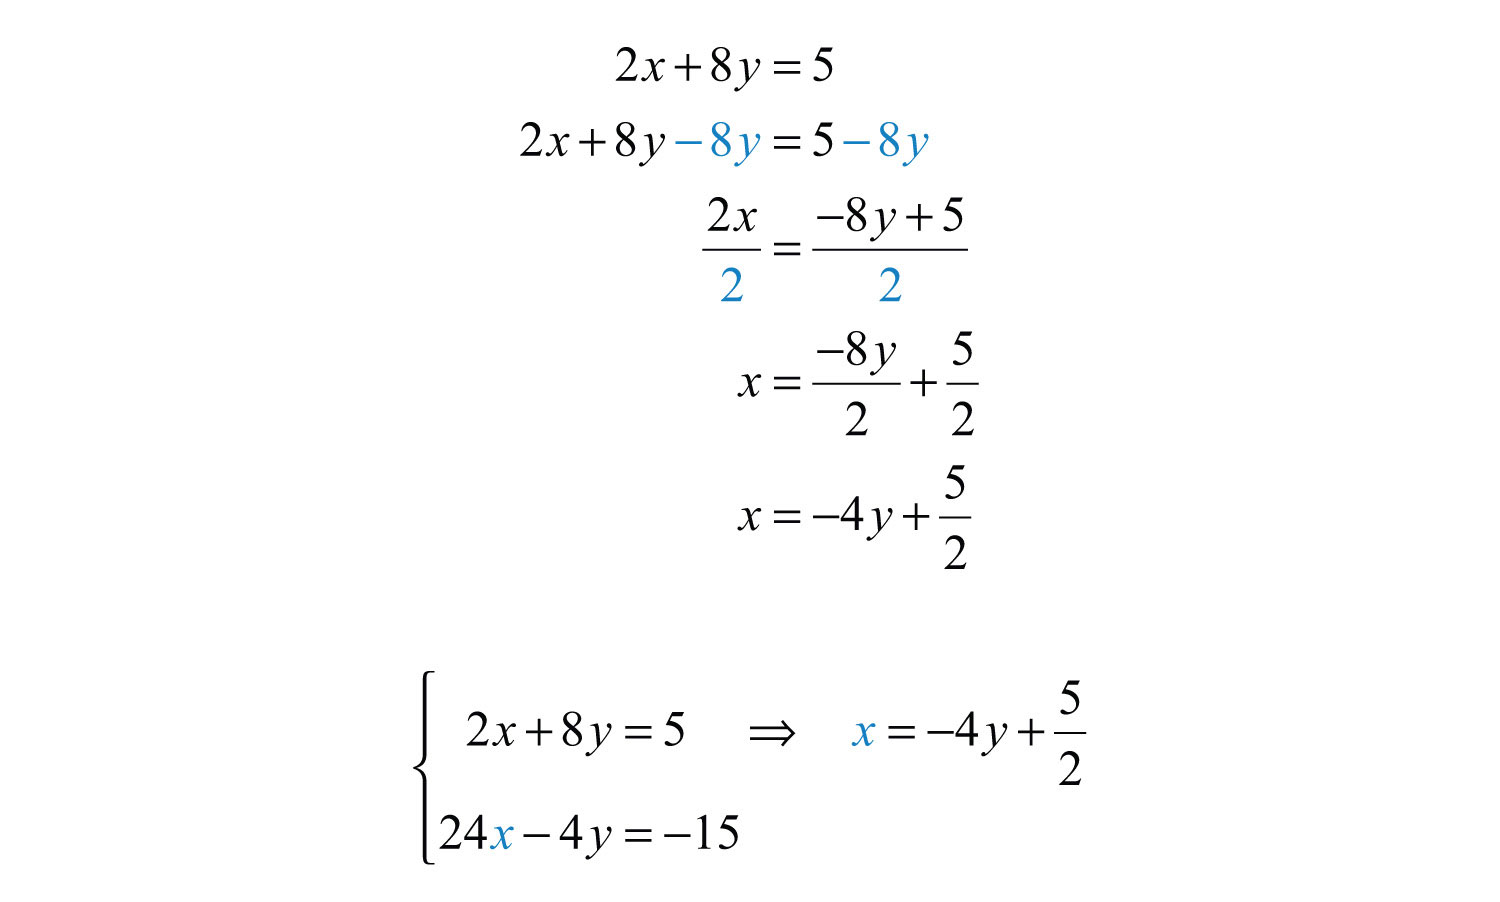 2x + 8y = 5
2x + 8y − 8y = 5 − 8y
2x/2 = (−8y + 5)/2
x = −8y/2 + 5/2
x = −4y + 5/2
{ 2x + 8y = 5 ⇒ x = −4y + 5/2
24x − 4y = −15